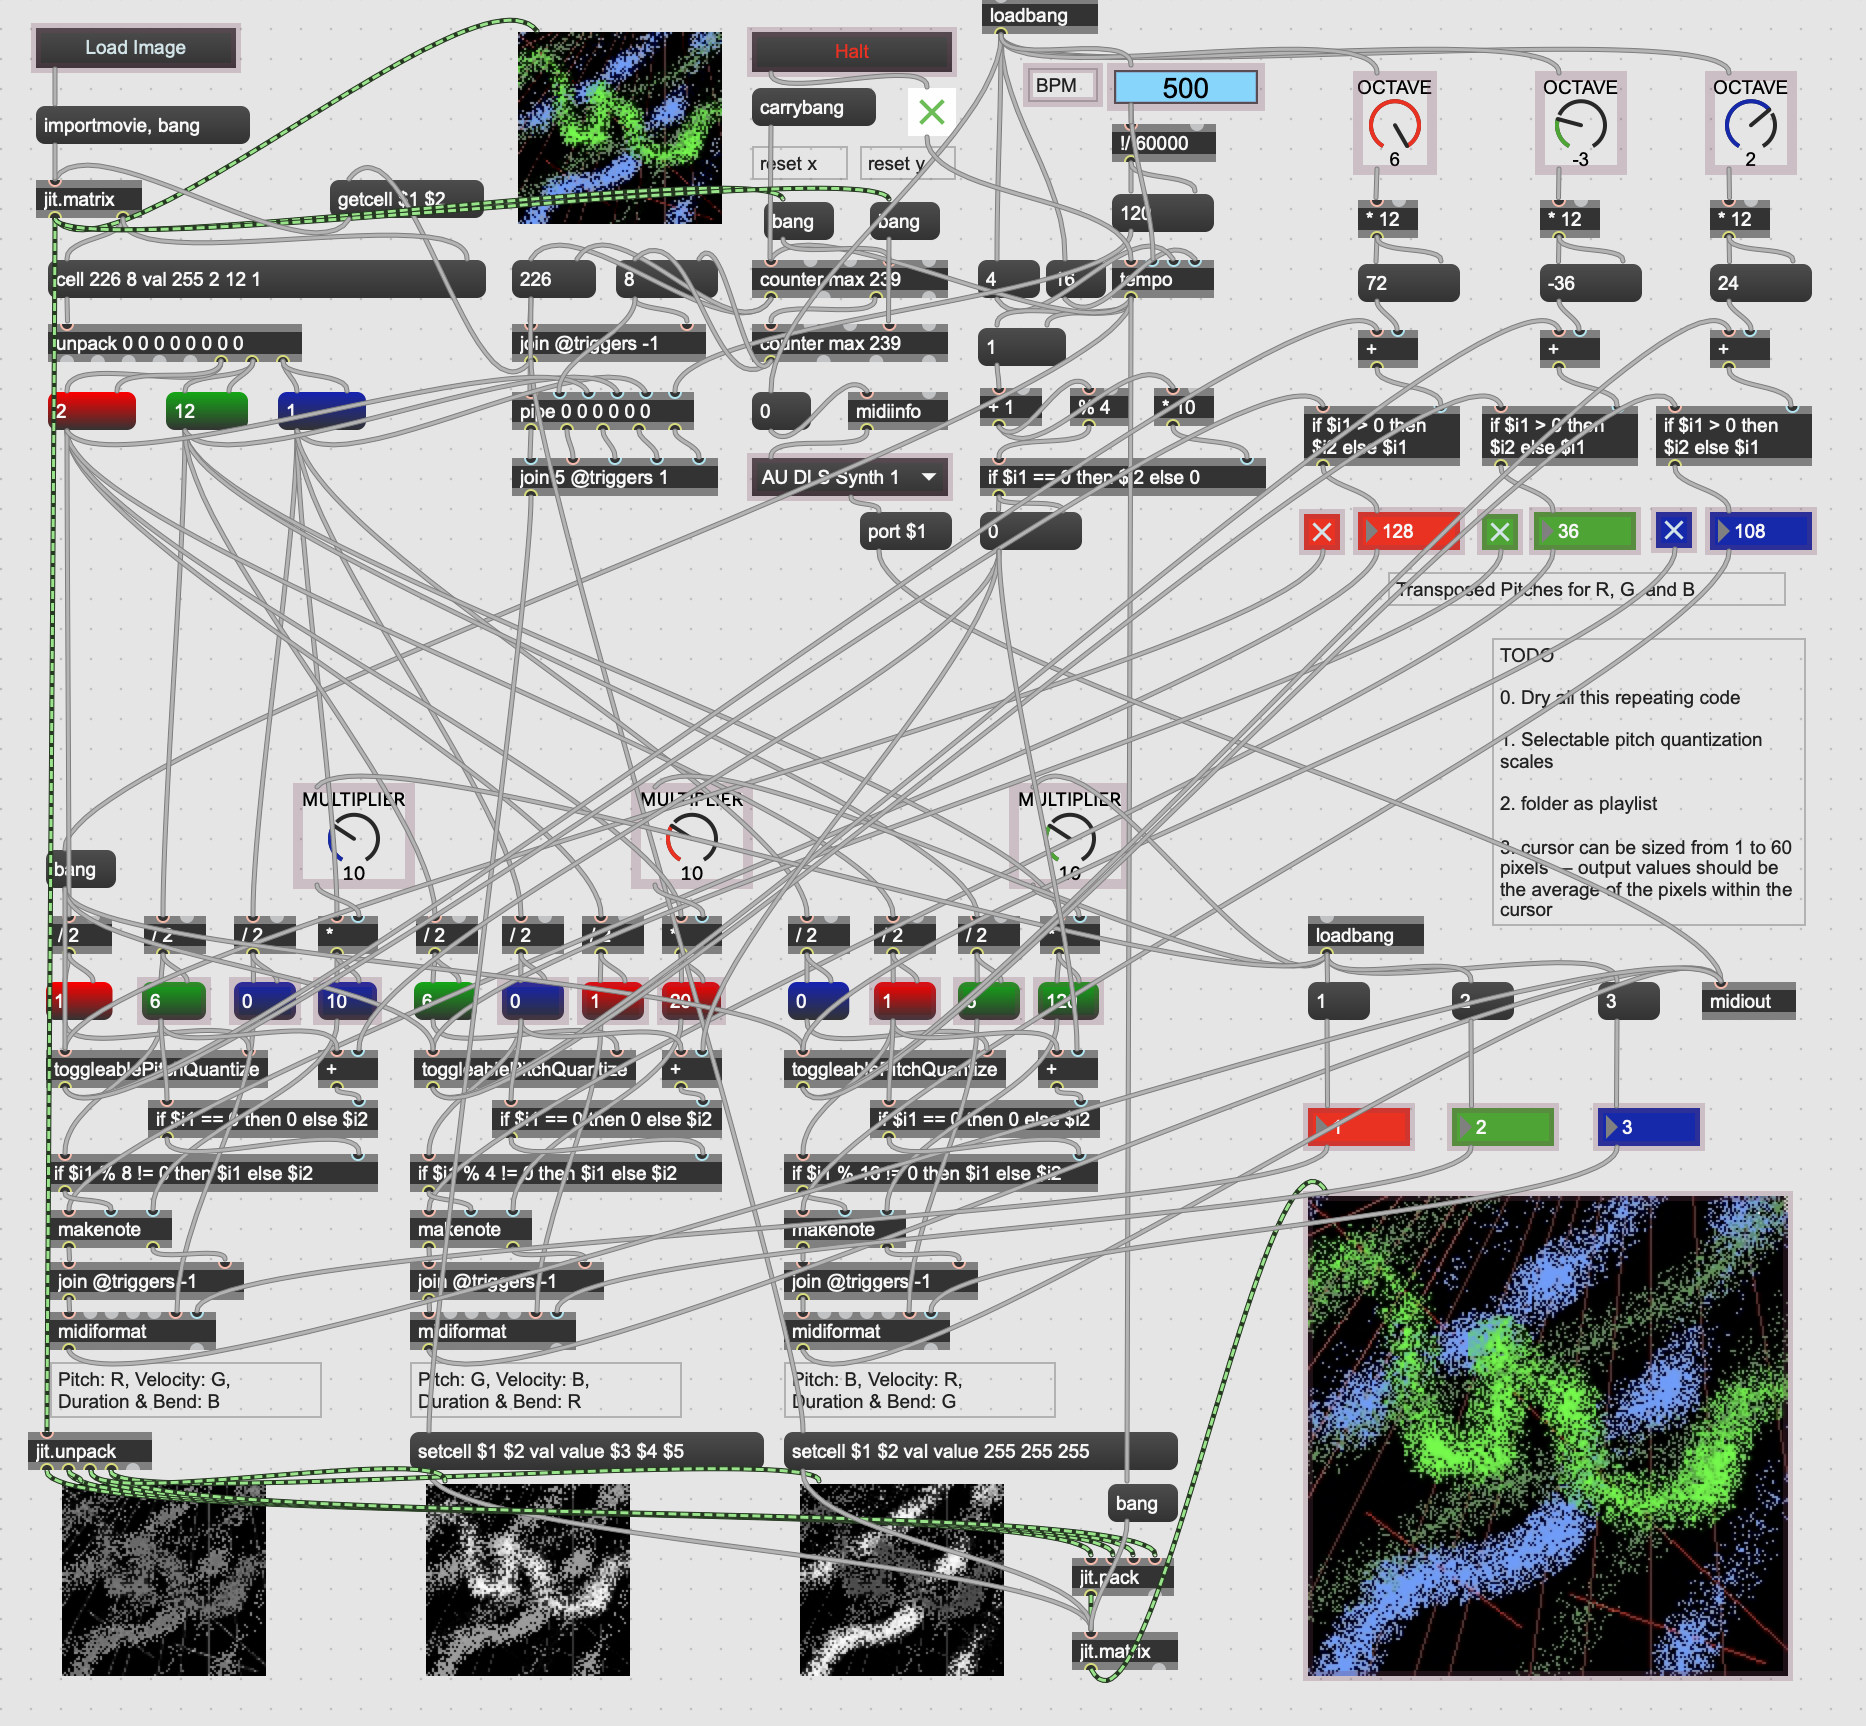 loadbang
Load Image
Halt
BPM
500
OCTAVE
6
OCTAVE
-3
OCTAVE
2
importmovie, bang
carrybang
!/ 60000
reset x
reset y
jit.matrix
getcell $1 $2
bang
bang
120
* 12
* 12
* 12
cell 226 8 val 255 2 12 1
226
8
counter max 239
4
16
tempo
72
-36
24
unpack 0 0 0 0 0 0 0 0
join @triggers -1
counter max 239
1
+
+
+
2
12
1
pipe 0 0 0 0 0 0
0
midiinfo
+ 1
% 4
* 10
if $i1 > 0 then
$i2 else $i1
if $i1 > 0 then
$i2 else $i1
if $i1 > 0 then
$i2 else $i1
join 5 @triggers 1
AU DLS Synth 1
if $i1 == 0 then $i2 else 0
port $1
0
128
36
108
Transposed Pitches for R, G, and B
TODO
0. Dry all this repeating code
1. Selectable pitch quantization
scales
2. folder as playlist
3. cursor can be sized from 1 to 60
pixels — output values should be
the average of the pixels within the
cursor
MULTIPLIER
10
MULTIPLIER
10
MULTIPLIER
10
bang
/ 2
/ 2
/ 2
*
/ 2
/ 2
/ 2
*
/ 2
/ 2
/ 2
*
loadbang
1
6
0
10
6
0
1
20
0
1
6
120
1
2
3
midiout
toggleablePitchQuantize
+
toggleablePitchQuantize
+
toggleablePitchQuantize
+
if $i1 == 0 then 0 else $i2
if $i1 == 0 then 0 else $i2
if $i1 == 0 then 0 else $i2
1
2
3
if $i1 % 8 != 0 then $i1 else $i2
if $i1 % 4 != 0 then $i1 else $i2
if $i1 % 16 != 0 then $i1 else $i2
makenote
makenote
makenote
join @triggers -1
join @triggers -1
join @triggers -1
midiformat
midiformat
midiformat
Pitch: R, Velocity: G,
Duration & Bend: B
Pitch: G, Velocity: B,
Duration & Bend: R
Pitch: B, Velocity: R,
Duration & Bend: G
jit.unpack
setcell $1 $2 val value $3 $4 $5
setcell $1 $2 val value 255 255 255
bang
jit.pack
jit.matrix